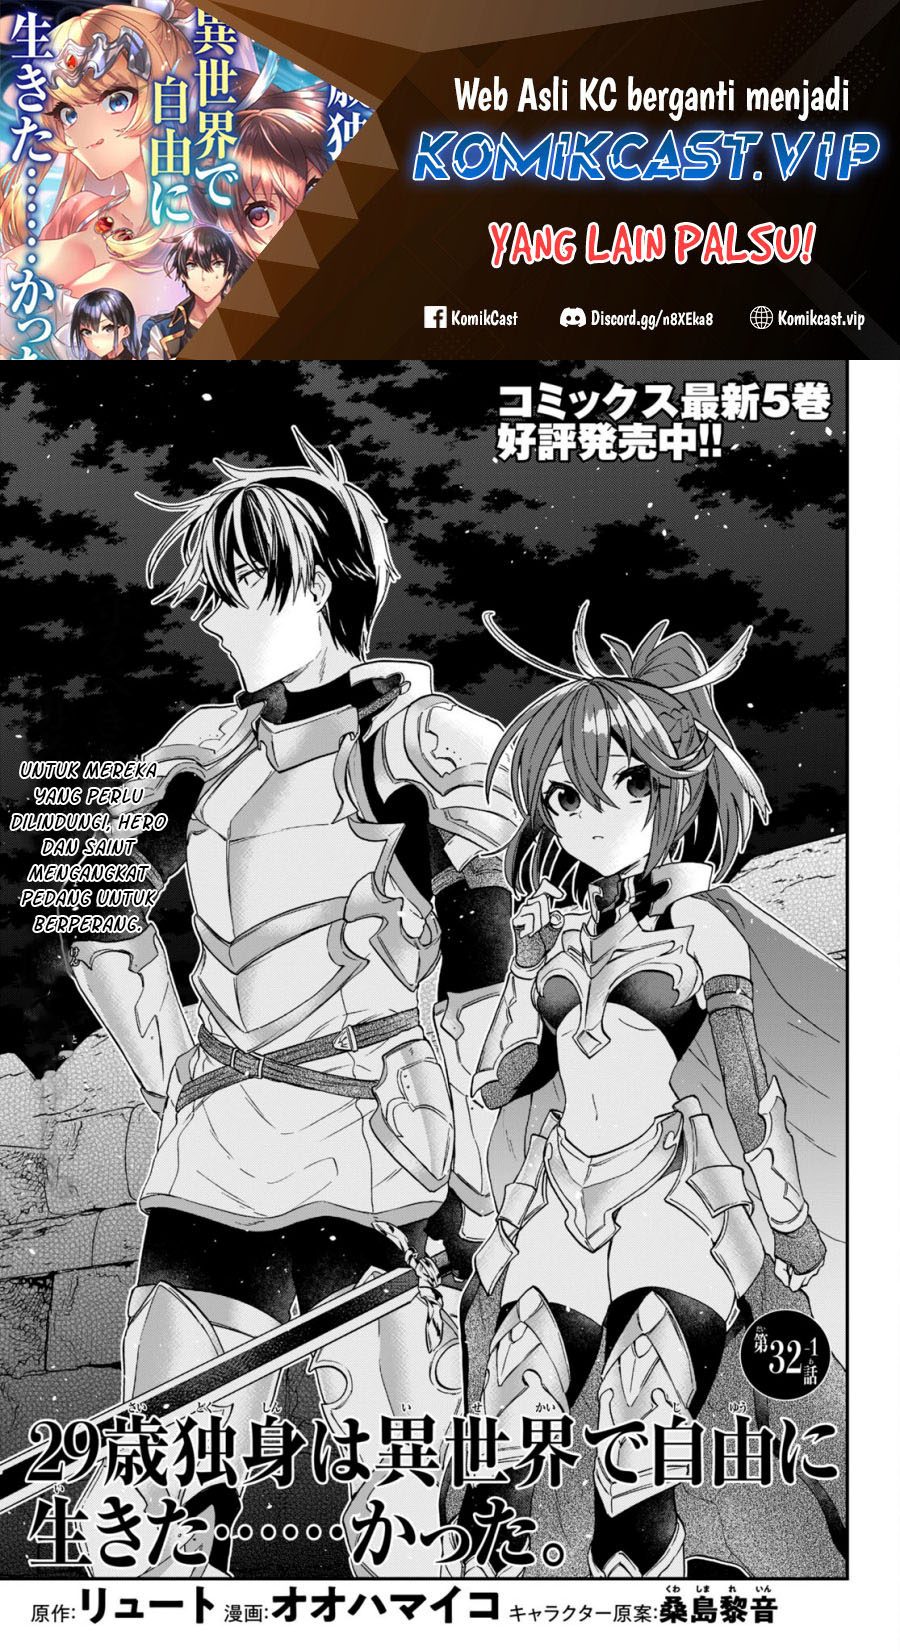 生きた………かった
異世界で
自由に
歳独
Web Asli KC berganti menjadi
KOMIKCAST.VIP
YANG LAIN PALSU!
KomikCast
Discord.gg/n8XEka8
Komikcast.vip
コミックス最新5巻
好評発売中!!
UNTUK MEREKA
YANG PERLU
DILINDUNGI, HERO
DAN SAINT
MENGANGKAT
PEDANG UNTUK
BERPERANG.
第32-1話
29歳独身は異世界で自由に
生きた………かった。
原作:リュート 漫画:オオハマイコ キャラクター原案:桑島黎音